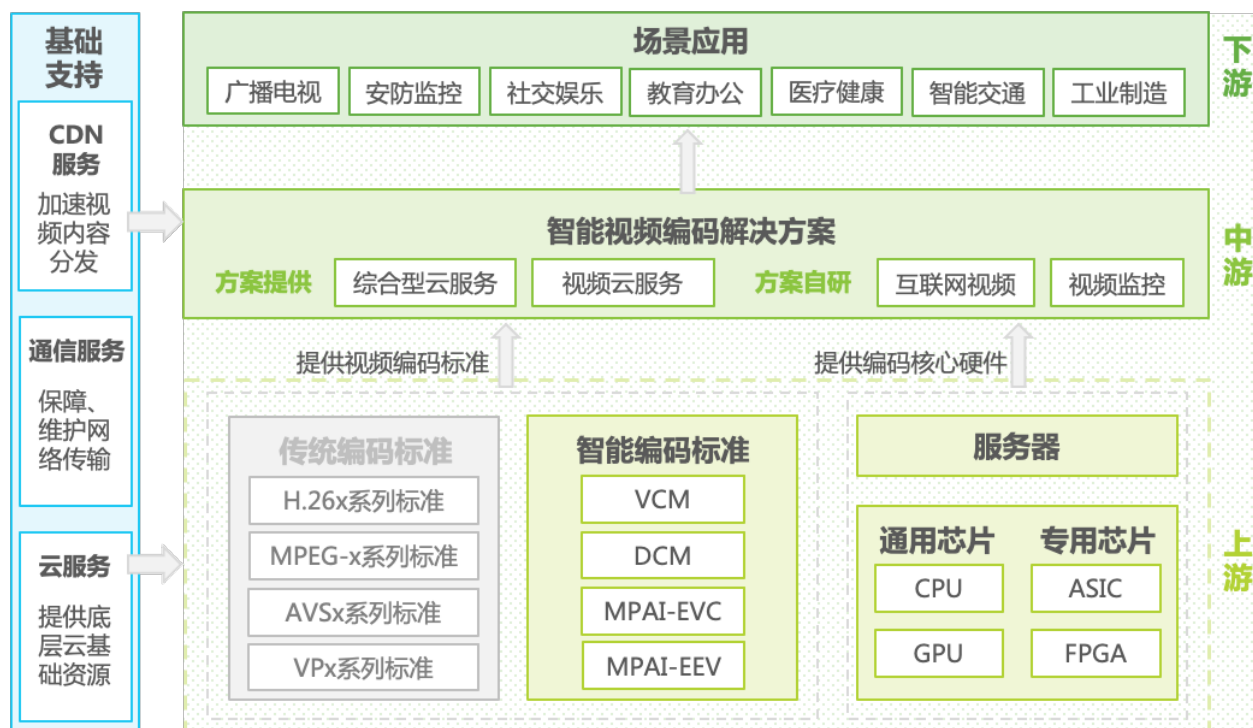 基础
支持
CDN
服务
加速视
频内容
分发
通信服务
保障、
维护网
络传输
云服务
提供底
层云基
础资源
场景应用
广播电视
安防监控
社交娱乐
教育办公
医疗健康
智能交通
工业制造
下
游
智能视频编码解决方案
方案提供
综合型云服务
视频云服务
方案自研
互联网视频
视频监控
中
游
提供视频编码标准
提供编码核心硬件
传统编码标准
H.26x系列标准
MPEG-x系列标准
AVSx系列标准
VPx系列标准
智能编码标准
VCM
DCM
MPAI-EVC
MPAI-EEV
服务器
通用芯片
CPU
GPU
专用芯片
ASIC
FPGA
上
游